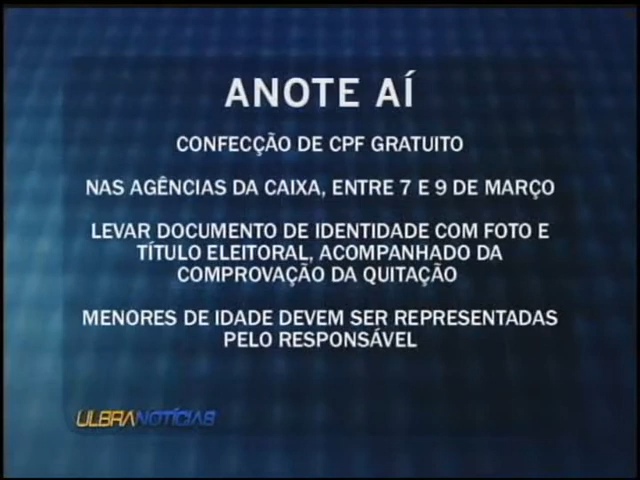 ANOTE AÍ
CONFECÇÃO DE CPF GRATUITO
NAS AGÊNCIAS DA CAIXA, ENTRE 7 E 9 DE MARÇO
LEVAR DOCUMENTO DE IDENTIDADE COM FOTO E
TÍTULO ELEITORAL, ACOMPANHADO DA
COMPROVAÇÃO DA QUITAÇÃO
MENORES DE IDADE DEVEM SER REPRESENTADAS
PELO RESPONSÁVEL
ULBRANOTÍCIAS